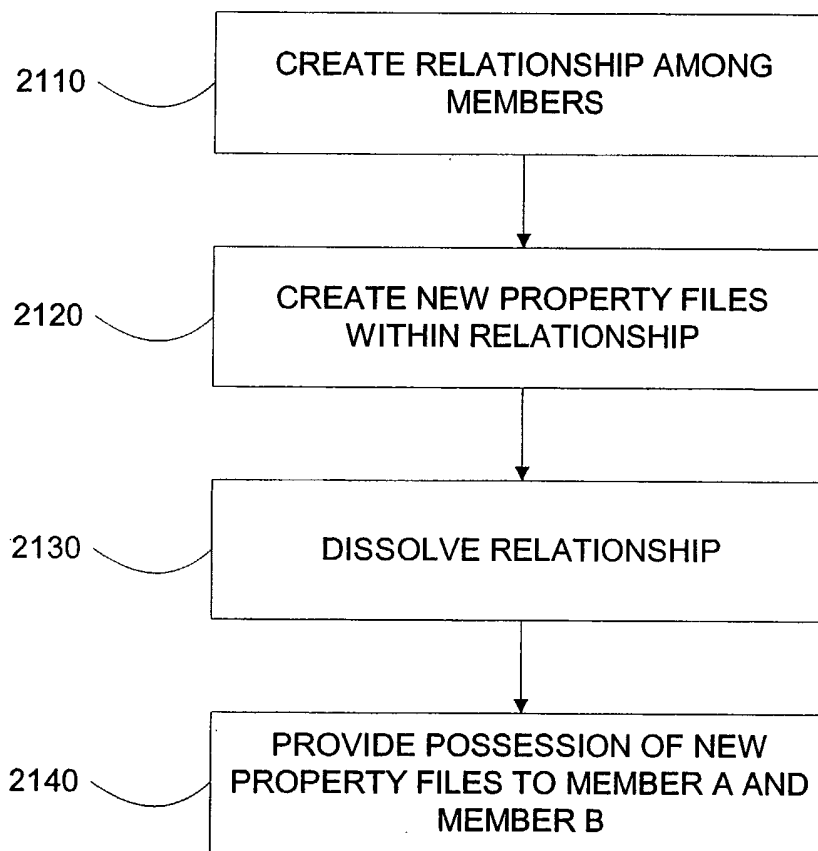 2110
CREATE RELATIONSHIP AMONG
MEMBERS
2120
CREATE NEW PROPERTY FILES
WITHIN RELATIONSHIP
2130
DISSOLVE RELATIONSHIP
2140
PROVIDE POSSESSION OF NEW
PROPERTY FILES TO MEMBER A AND
MEMBER B